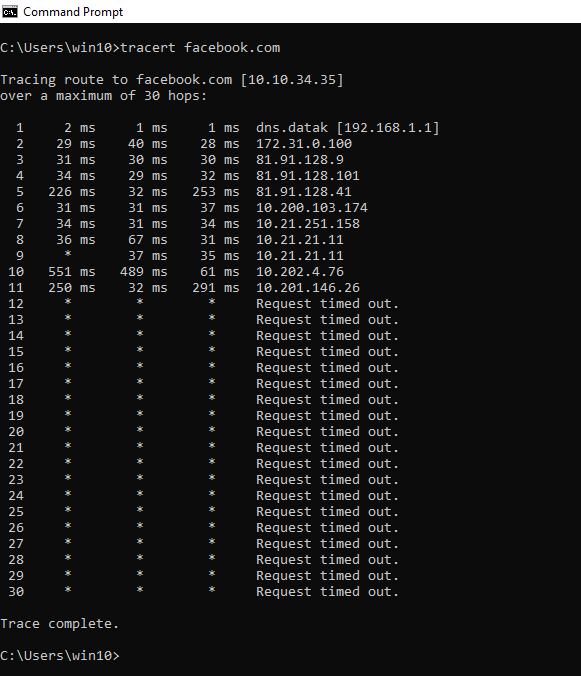 Command Prompt
C:\Users\win10>tracert facebook.com
Tracing route to facebook.com [10.10.34.35]
over a maximum of 30 hops:
1 2 ms 1 ms 1 ms dns.datak [192.168.1.1]
2 29 ms 40 ms 28 ms 172.31.0.100
3 31 ms 30 ms 30 ms 81.91.128.9
4 34 ms 29 ms 32 ms 81.91.128.101
5 226 ms 32 ms 253 ms 81.91.128.41
6 31 ms 31 ms 37 ms 10.200.103.174
7 34 ms 31 ms 34 ms 10.21.251.158
8 36 ms 67 ms 31 ms 10.21.21.11
9 * 37 ms 35 ms 10.21.21.11
10 551 ms 489 ms 61 ms 10.202.4.76
11 250 ms 32 ms 291 ms 10.201.146.26
12 * * * Request timed out.
13 * * * Request timed out.
14 * * * Request timed out.
15 * * * Request timed out.
16 * * * Request timed out.
17 * * * Request timed out.
18 * * * Request timed out.
19 * * * Request timed out.
20 * * * Request timed out.
21 * * * Request timed out.
22 * * * Request timed out.
23 * * * Request timed out.
24 * * * Request timed out.
25 * * * Request timed out.
26 * * * Request timed out.
27 * * * Request timed out.
28 * * * Request timed out.
29 * * * Request timed out.
30 * * * Request timed out.
Trace complete.
C:\Users\win10>